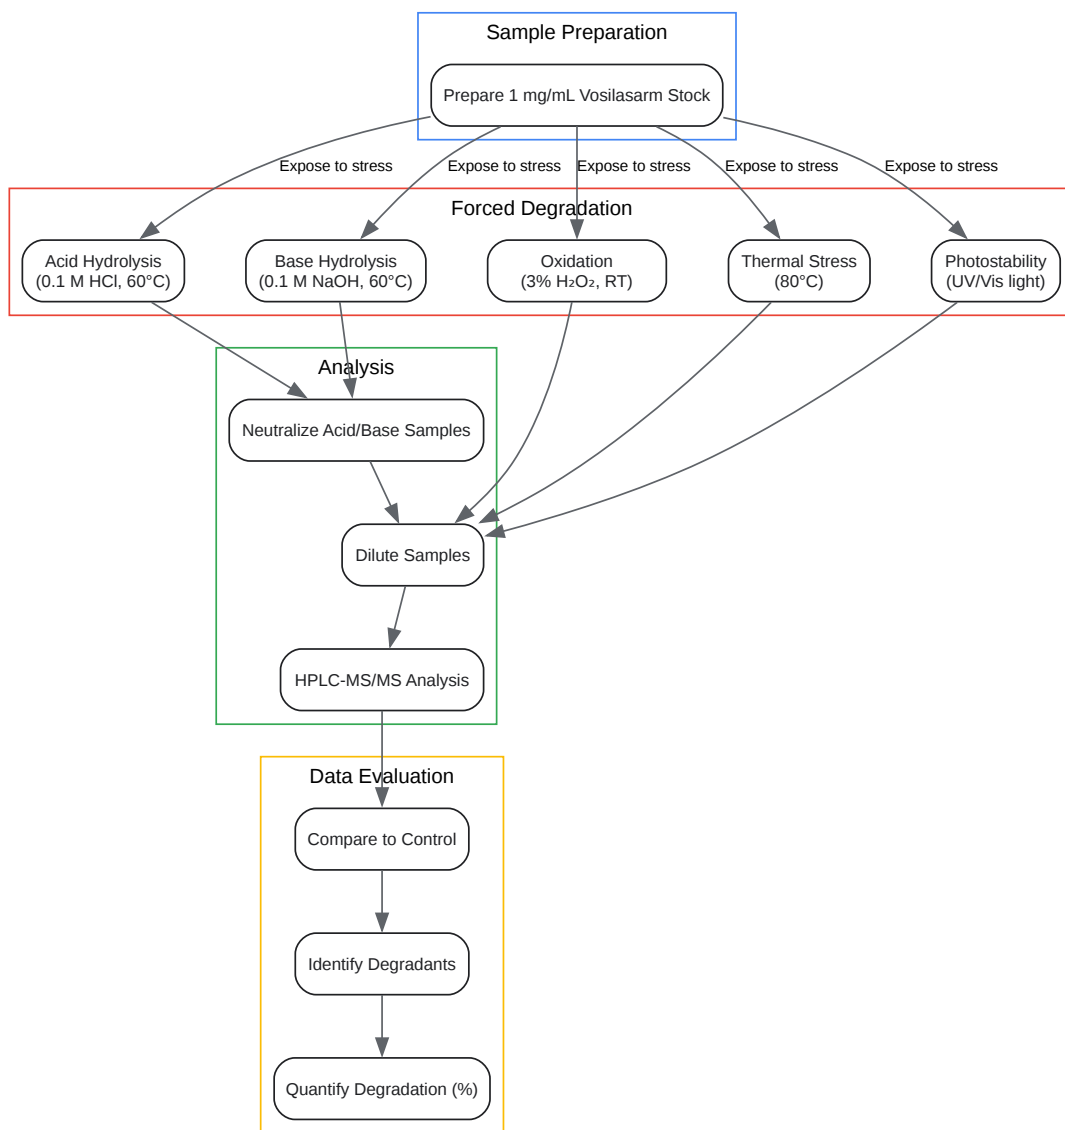 Sample Preparation
Prepare 1 mg/mL Vosilasarm Stock
Expose to stress
Expose to stress
Expose to stress
Expose to stress
Expose to stress
Forced Degradation
Acid Hydrolysis
(0.1 M HCl, 60°C)
Base Hydrolysis
(0.1 M NaOH, 60°C)
Oxidation
(3% H₂O₂, RT)
Thermal Stress
(80°C)
Photostability
(UV/Vis light)
Analysis
Neutralize Acid/Base Samples
Dilute Samples
HPLC-MS/MS Analysis
Data Evaluation
Compare to Control
Identify Degradants
Quantify Degradation (%)